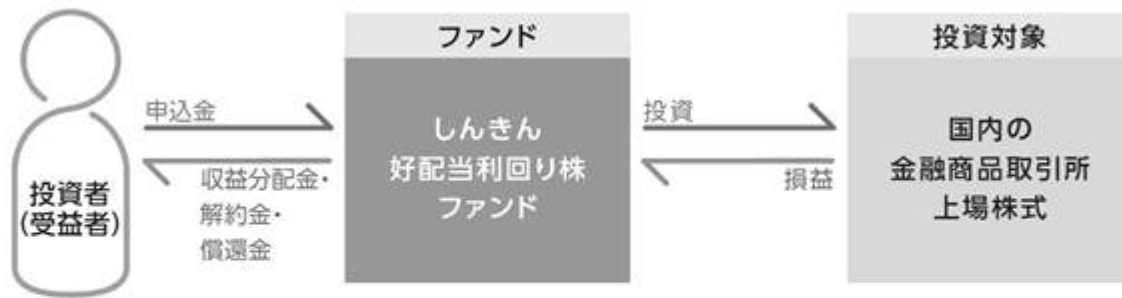 投資者
(受益者)
申込金
収益分配金・
解約金・
償還金
ファンド
しんきん
好配当利回り株
ファンド
投資
損益
投資対象
国内の
金融商品取引所
上場株式